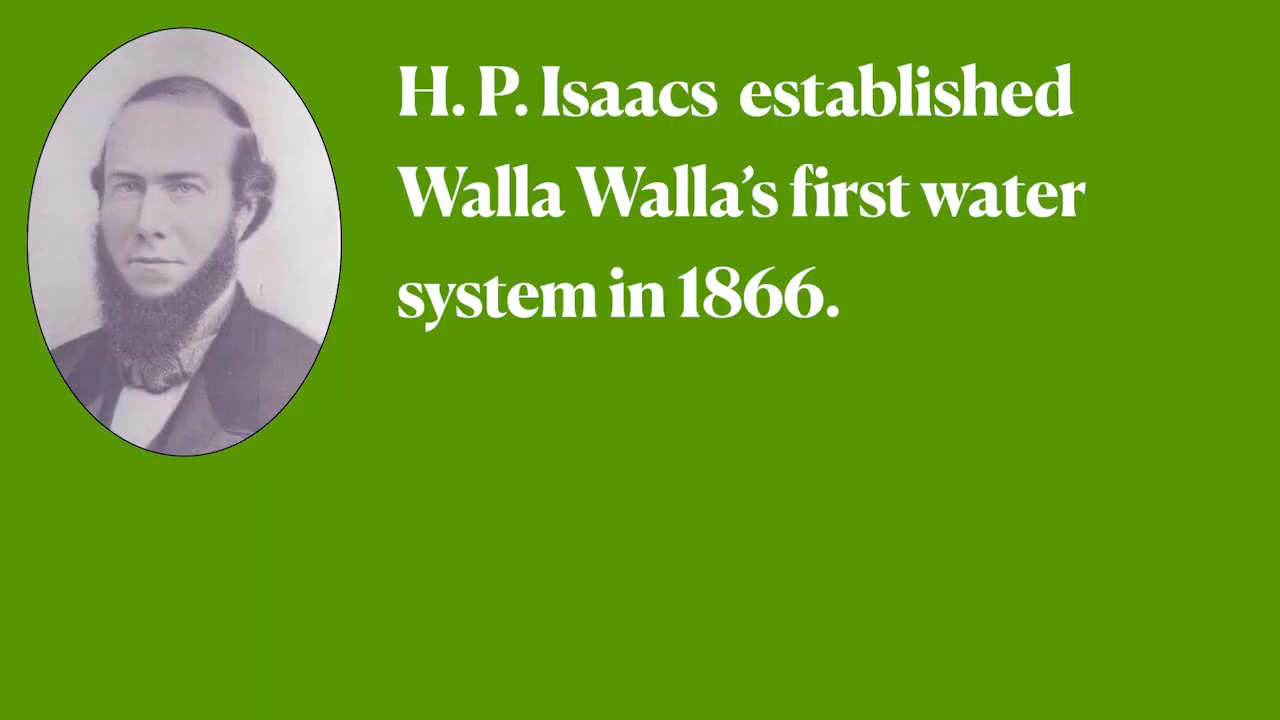 H. P. Isaacs established
Walla Walla’s first water
system in 1866.